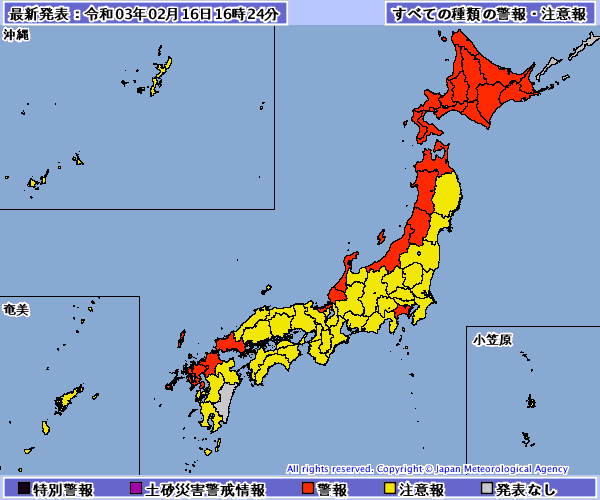 最新発表：令和03年02月16日16時24分
すべての種類の警報・注意報
沖縄
奄美
小笠原
All rights reserved. Copyright © Japan Meteorological Agency
特別警報 土砂災害警戒情報 警報 注意報 発表なし